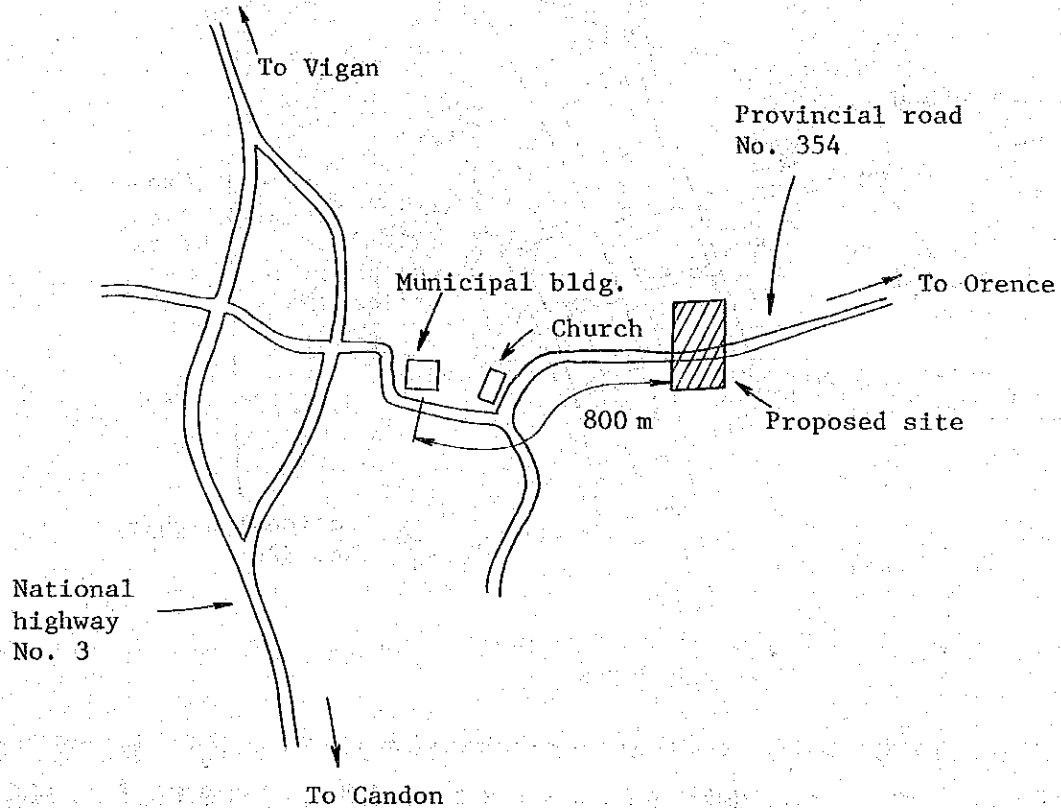 To Vigan
Provincial road
No. 354
To Orence
Municipal bldg.
Church
800 m
Proposed site
National
highway
No. 3
To Candon